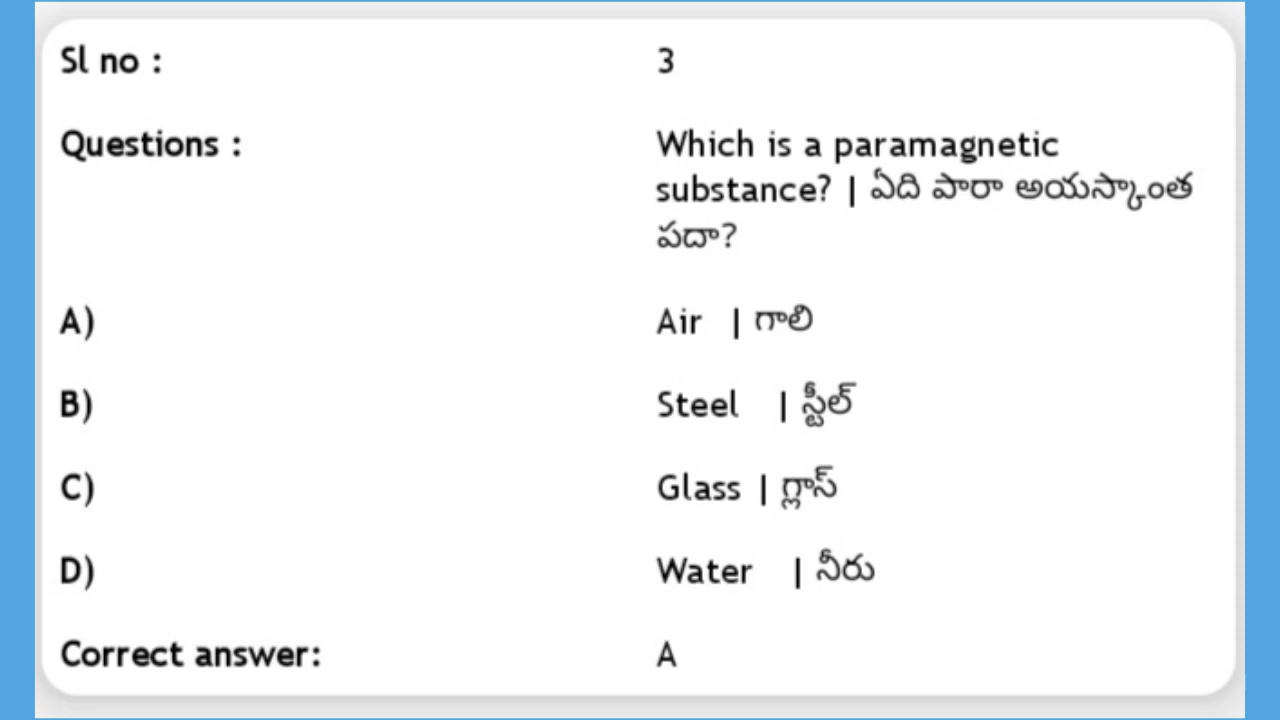 Sl no : 3
Questions : Which is a paramagnetic
substance? | ఏది పారా అయస్కాంత
పదా?
A) Air | గాలి
B) Steel | స్టీల్
C) Glass | గ్లాస్
D) Water | నీరు
Correct answer: A